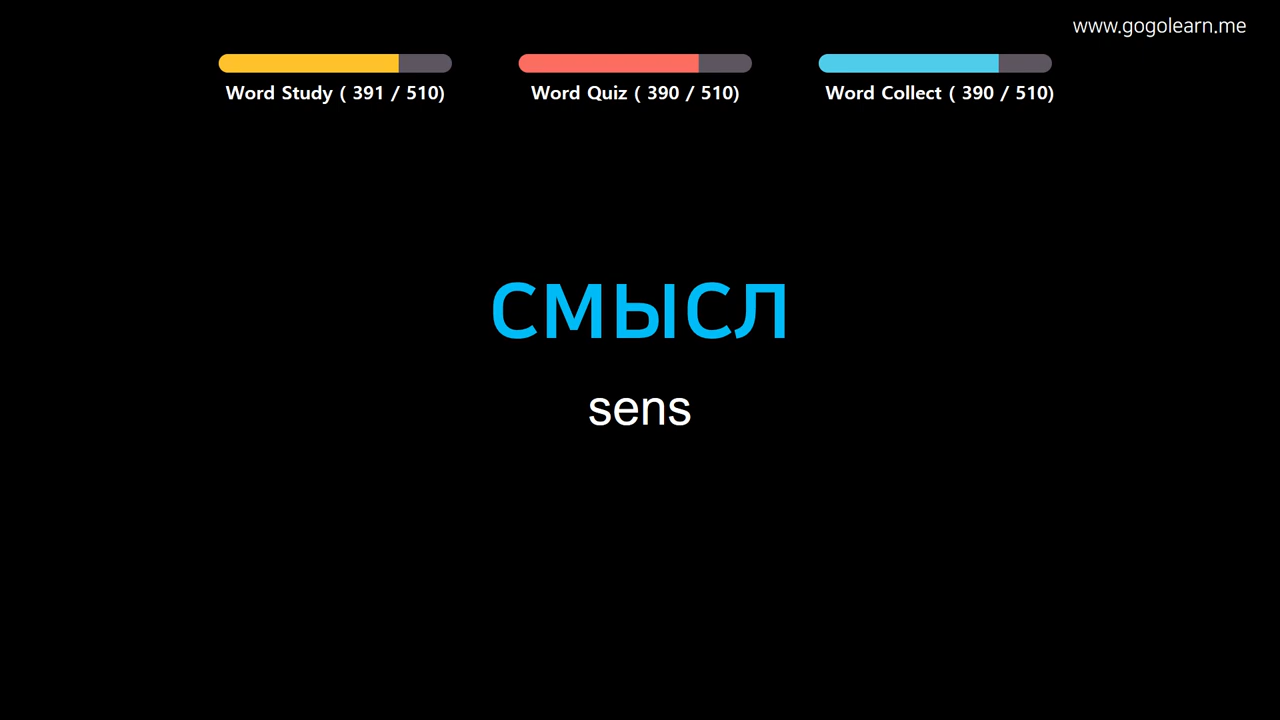 www.gogolearn.me
Word Study ( 391 / 510)
Word Quiz ( 390 / 510)
Word Collect ( 390 / 510)
смысл
sens